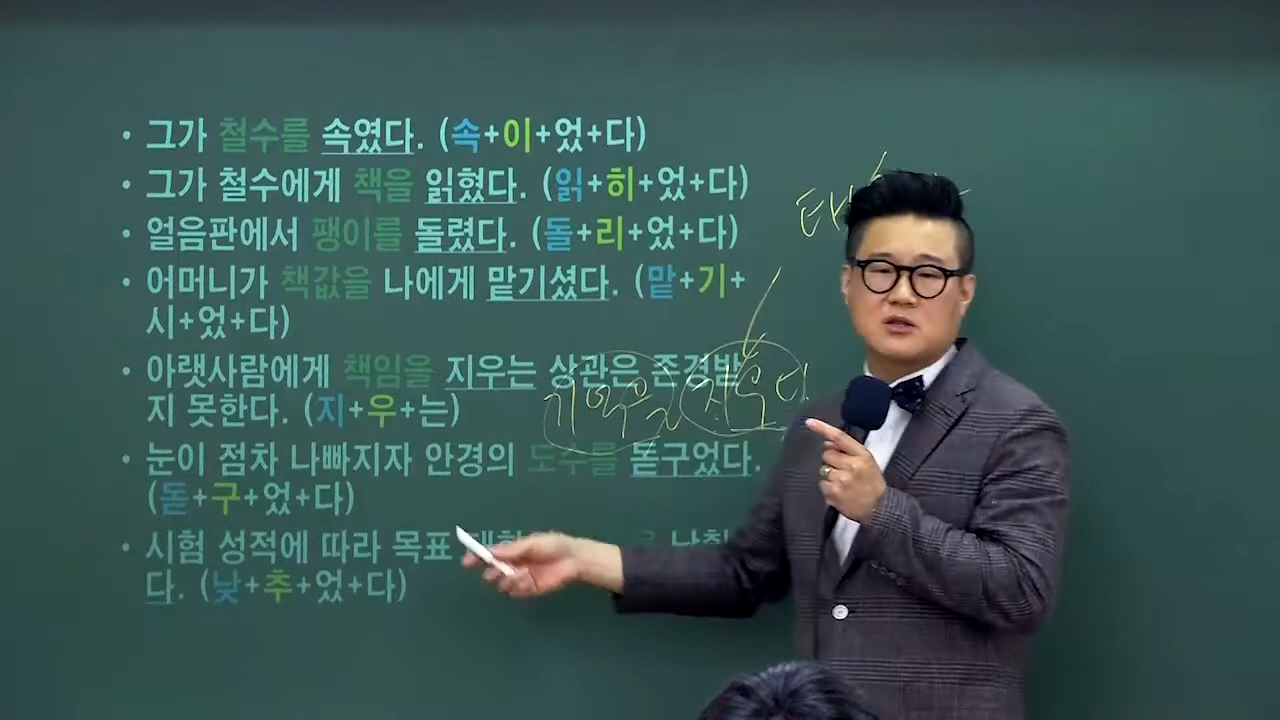 • 그가 철수를 속였다. (속+이+었+다)
• 그가 철수에게 책을 읽혔다. (읽+히+었+다)
• 얼음판에서 팽이를 돌렸다. (돌+리+었+다)
• 어머니가 책값을 나에게 맡기셨다. (맡+기+
시+었+다)
• 아랫사람에게 책임을 지우는 상관은 존경받
지 못한다. (지+우+는)
기억을 지우다
• 눈이 점차 나빠지자 안경의 도수를 돋구었다.
(돋+구+었+다)
• 시험 성적에 따라 목표
다. (낮+추+었+다)